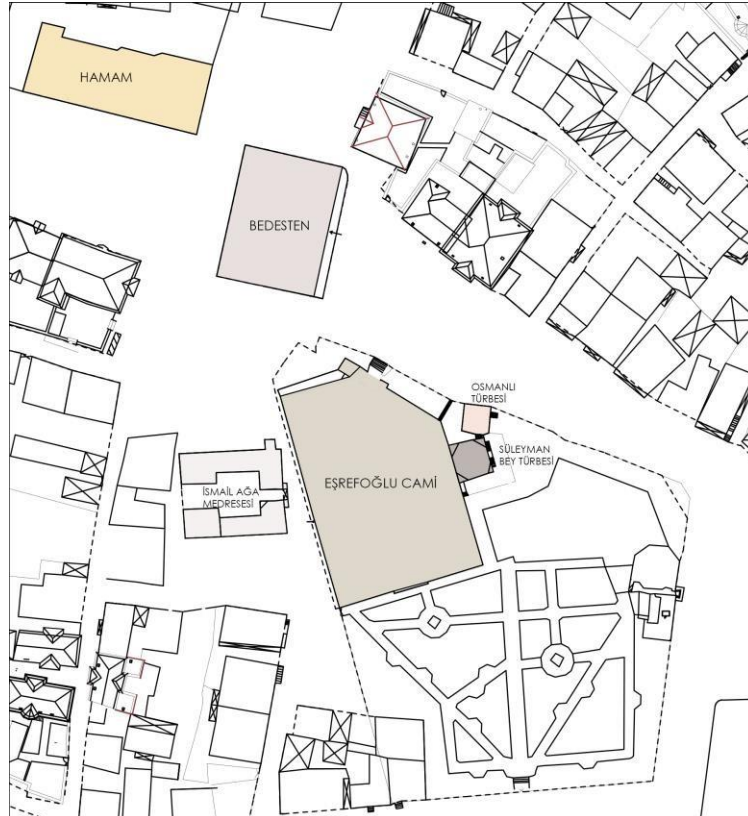 HAMAM
BEDESTEN
OSMANLI
TÜRBESİ
SÜLEYMAN
BEY TÜRBESİ
EŞREFOĞLU CAMİ
İSMAİL AĞA
MEDRESESİ